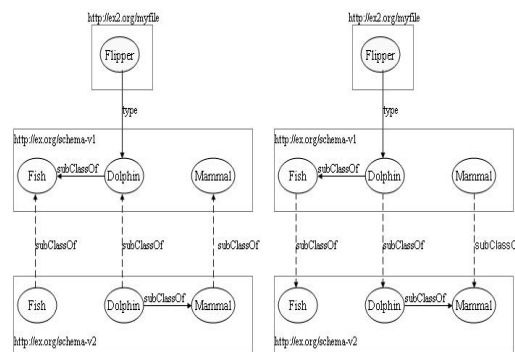 http://ex2.org/myfile
Flipper
type
http://ex.org/schema-v1
Fish
subClassOf
Dolphin
Mammal
subClassOf
subClassOf
subClassOf
Fish
Dolphin
subClassOf
Mammal
http://ex.org/schema-v2
http://ex2.org/myfile
Flipper
type
http://ex.org/schema-v1
Fish
subClassOf
Dolphin
Mammal
subClassOf
subClassOf
subClassO
Fish
Dolphin
subClassOf
Mammal
http://ex.org/schema-v2